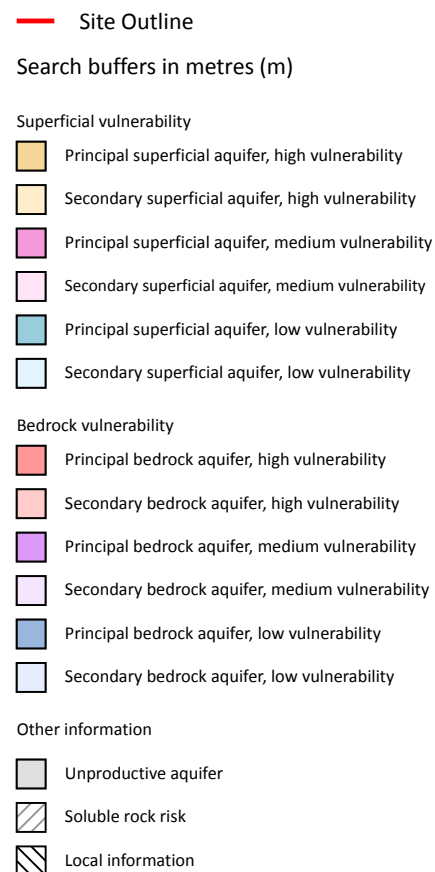 Site Outline
Search buffers in metres (m)
Superficial vulnerability
Principal superficial aquifer, high vulnerability
Secondary superficial aquifer, high vulnerability
Principal superficial aquifer, medium vulnerability
Secondary superficial aquifer, medium vulnerability
Principal superficial aquifer, low vulnerability
Secondary superficial aquifer, low vulnerability
Bedrock vulnerability
Principal bedrock aquifer, high vulnerability
Secondary bedrock aquifer, high vulnerability
Principal bedrock aquifer, medium vulnerability
Secondary bedrock aquifer, medium vulnerability
Principal bedrock aquifer, low vulnerability
Secondary bedrock aquifer, low vulnerability
Other information
Unproductive aquifer
Soluble rock risk
Local information